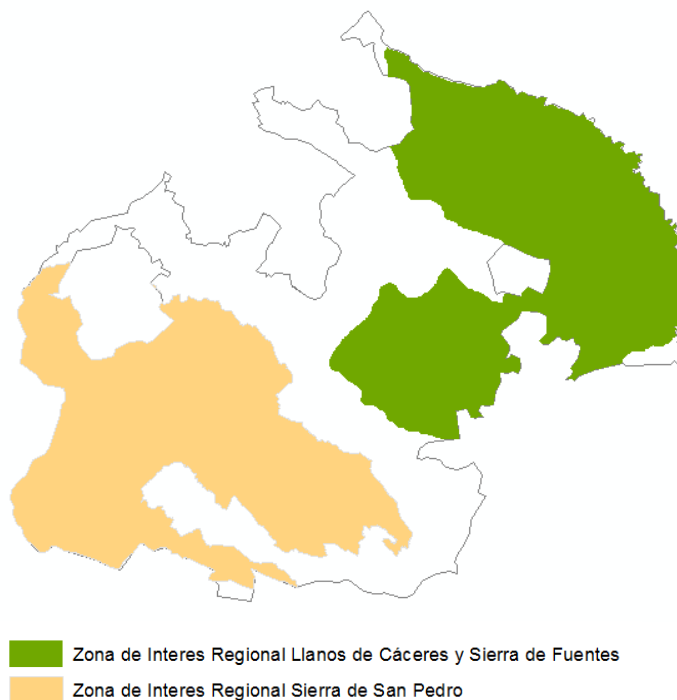 Zona de Interes Regional Llanos de Cáceres y Sierra de Fuentes
Zona de Interes Regional Sierra de San Pedro